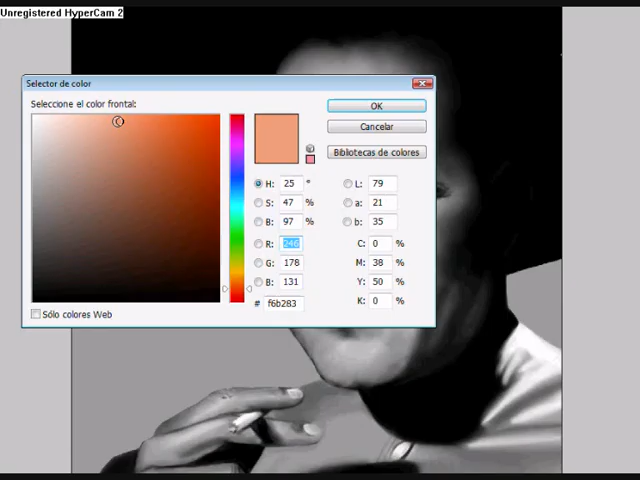 Unregistered HyperCam 2
Selector de color
Seleccione el color frontal:
OK
Cancelar
Bibliotecas de colores
H: 25 °
S: 47 %
B: 97 %
R: 246
G: 178
B: 131
# f6b283
L: 79
a: 21
b: 35
C: 0 %
M: 38 %
Y: 50 %
K: 0 %
Sólo colores Web